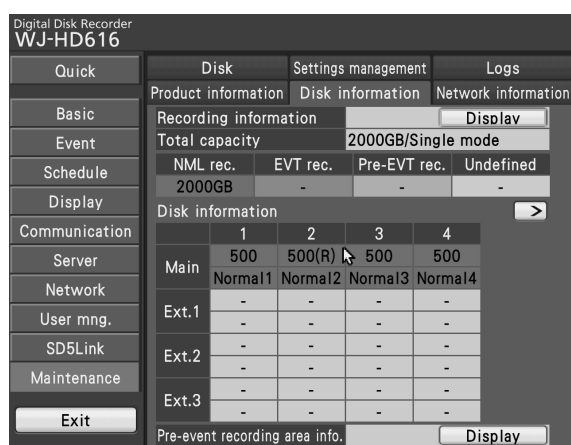 Digital Disk Recorder
WJ-HD616
Quick
Basic
Event
Schedule
Display
Communication
Server
Network
User mng.
SD5Link
Maintenance
Exit
Disk Settings management Logs
Product information Disk information Network information
Recording information Display
Total capacity 2000GB/Single mode
NML rec. EVT rec. Pre-EVT rec. Undefined
2000GB - - -
Disk information >
1 2 3 4
Main 500 500(R) 500 500
Normal1 Normal2 Normal3 Normal4
Ext.1 - - - -
- - - -
Ext.2 - - - -
- - - -
Ext.3 - - - -
- - - -
Pre-event recording area info. Display